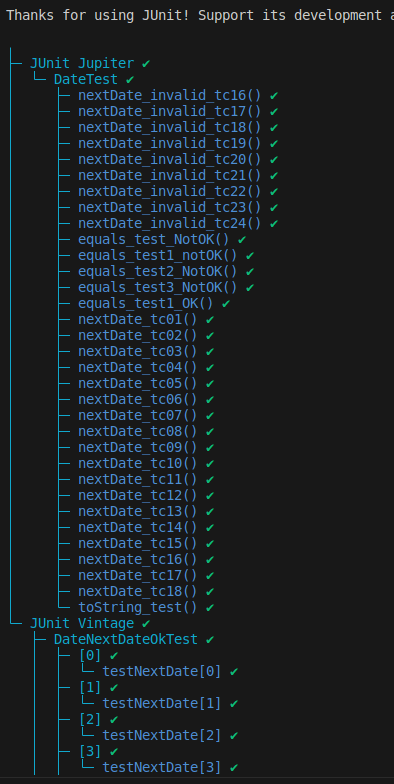 Thanks for using JUnit! Support its development
JUnit Jupiter ✔
DateTest ✔
nextDate_invalid_tc16() ✔
nextDate_invalid_tc17() ✔
nextDate_invalid_tc18() ✔
nextDate_invalid_tc19() ✔
nextDate_invalid_tc20() ✔
nextDate_invalid_tc21() ✔
nextDate_invalid_tc22() ✔
nextDate_invalid_tc23() ✔
nextDate_invalid_tc24() ✔
equals_test_NotOK() ✔
equals_test1_notOK() ✔
equals_test2_NotOK() ✔
equals_test3_NotOK() ✔
equals_test1_OK() ✔
nextDate_tc01() ✔
nextDate_tc02() ✔
nextDate_tc03() ✔
nextDate_tc04() ✔
nextDate_tc05() ✔
nextDate_tc06() ✔
nextDate_tc07() ✔
nextDate_tc08() ✔
nextDate_tc09() ✔
nextDate_tc10() ✔
nextDate_tc11() ✔
nextDate_tc12() ✔
nextDate_tc13() ✔
nextDate_tc14() ✔
nextDate_tc15() ✔
nextDate_tc16() ✔
nextDate_tc17() ✔
nextDate_tc18() ✔
toString_test() ✔
JUnit Vintage ✔
DateNextDateOkTest ✔
[0] ✔
testNextDate[0] ✔
[1] ✔
testNextDate[1] ✔
[2] ✔
testNextDate[2] ✔
[3] ✔
testNextDate[3] ✔